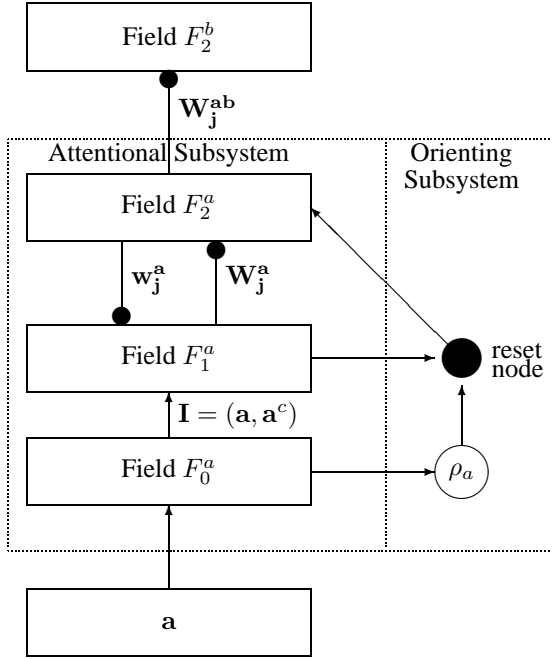 Field $F_2^b$
$\mathbf{W_j^{ab}}$
Attentional Subsystem
Orienting
Subsystem
Field $F_2^a$
$\mathbf{w_j^a}$
$\mathbf{W_j^a}$
Field $F_1^a$
reset
node
$\mathbf{I} = (\mathbf{a}, \mathbf{a}^c)$
Field $F_0^a$
$\rho_a$
$\mathbf{a}$